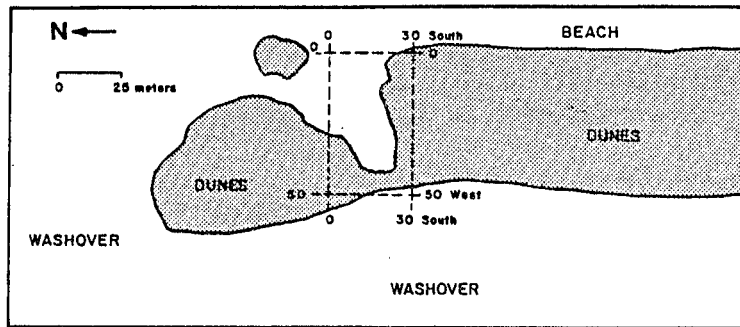 N
0 30 South BEACH
0 0
0 25 meters
DUNES
DUNES
50 50 West
0 30 South
WASHOVER
WASHOVER